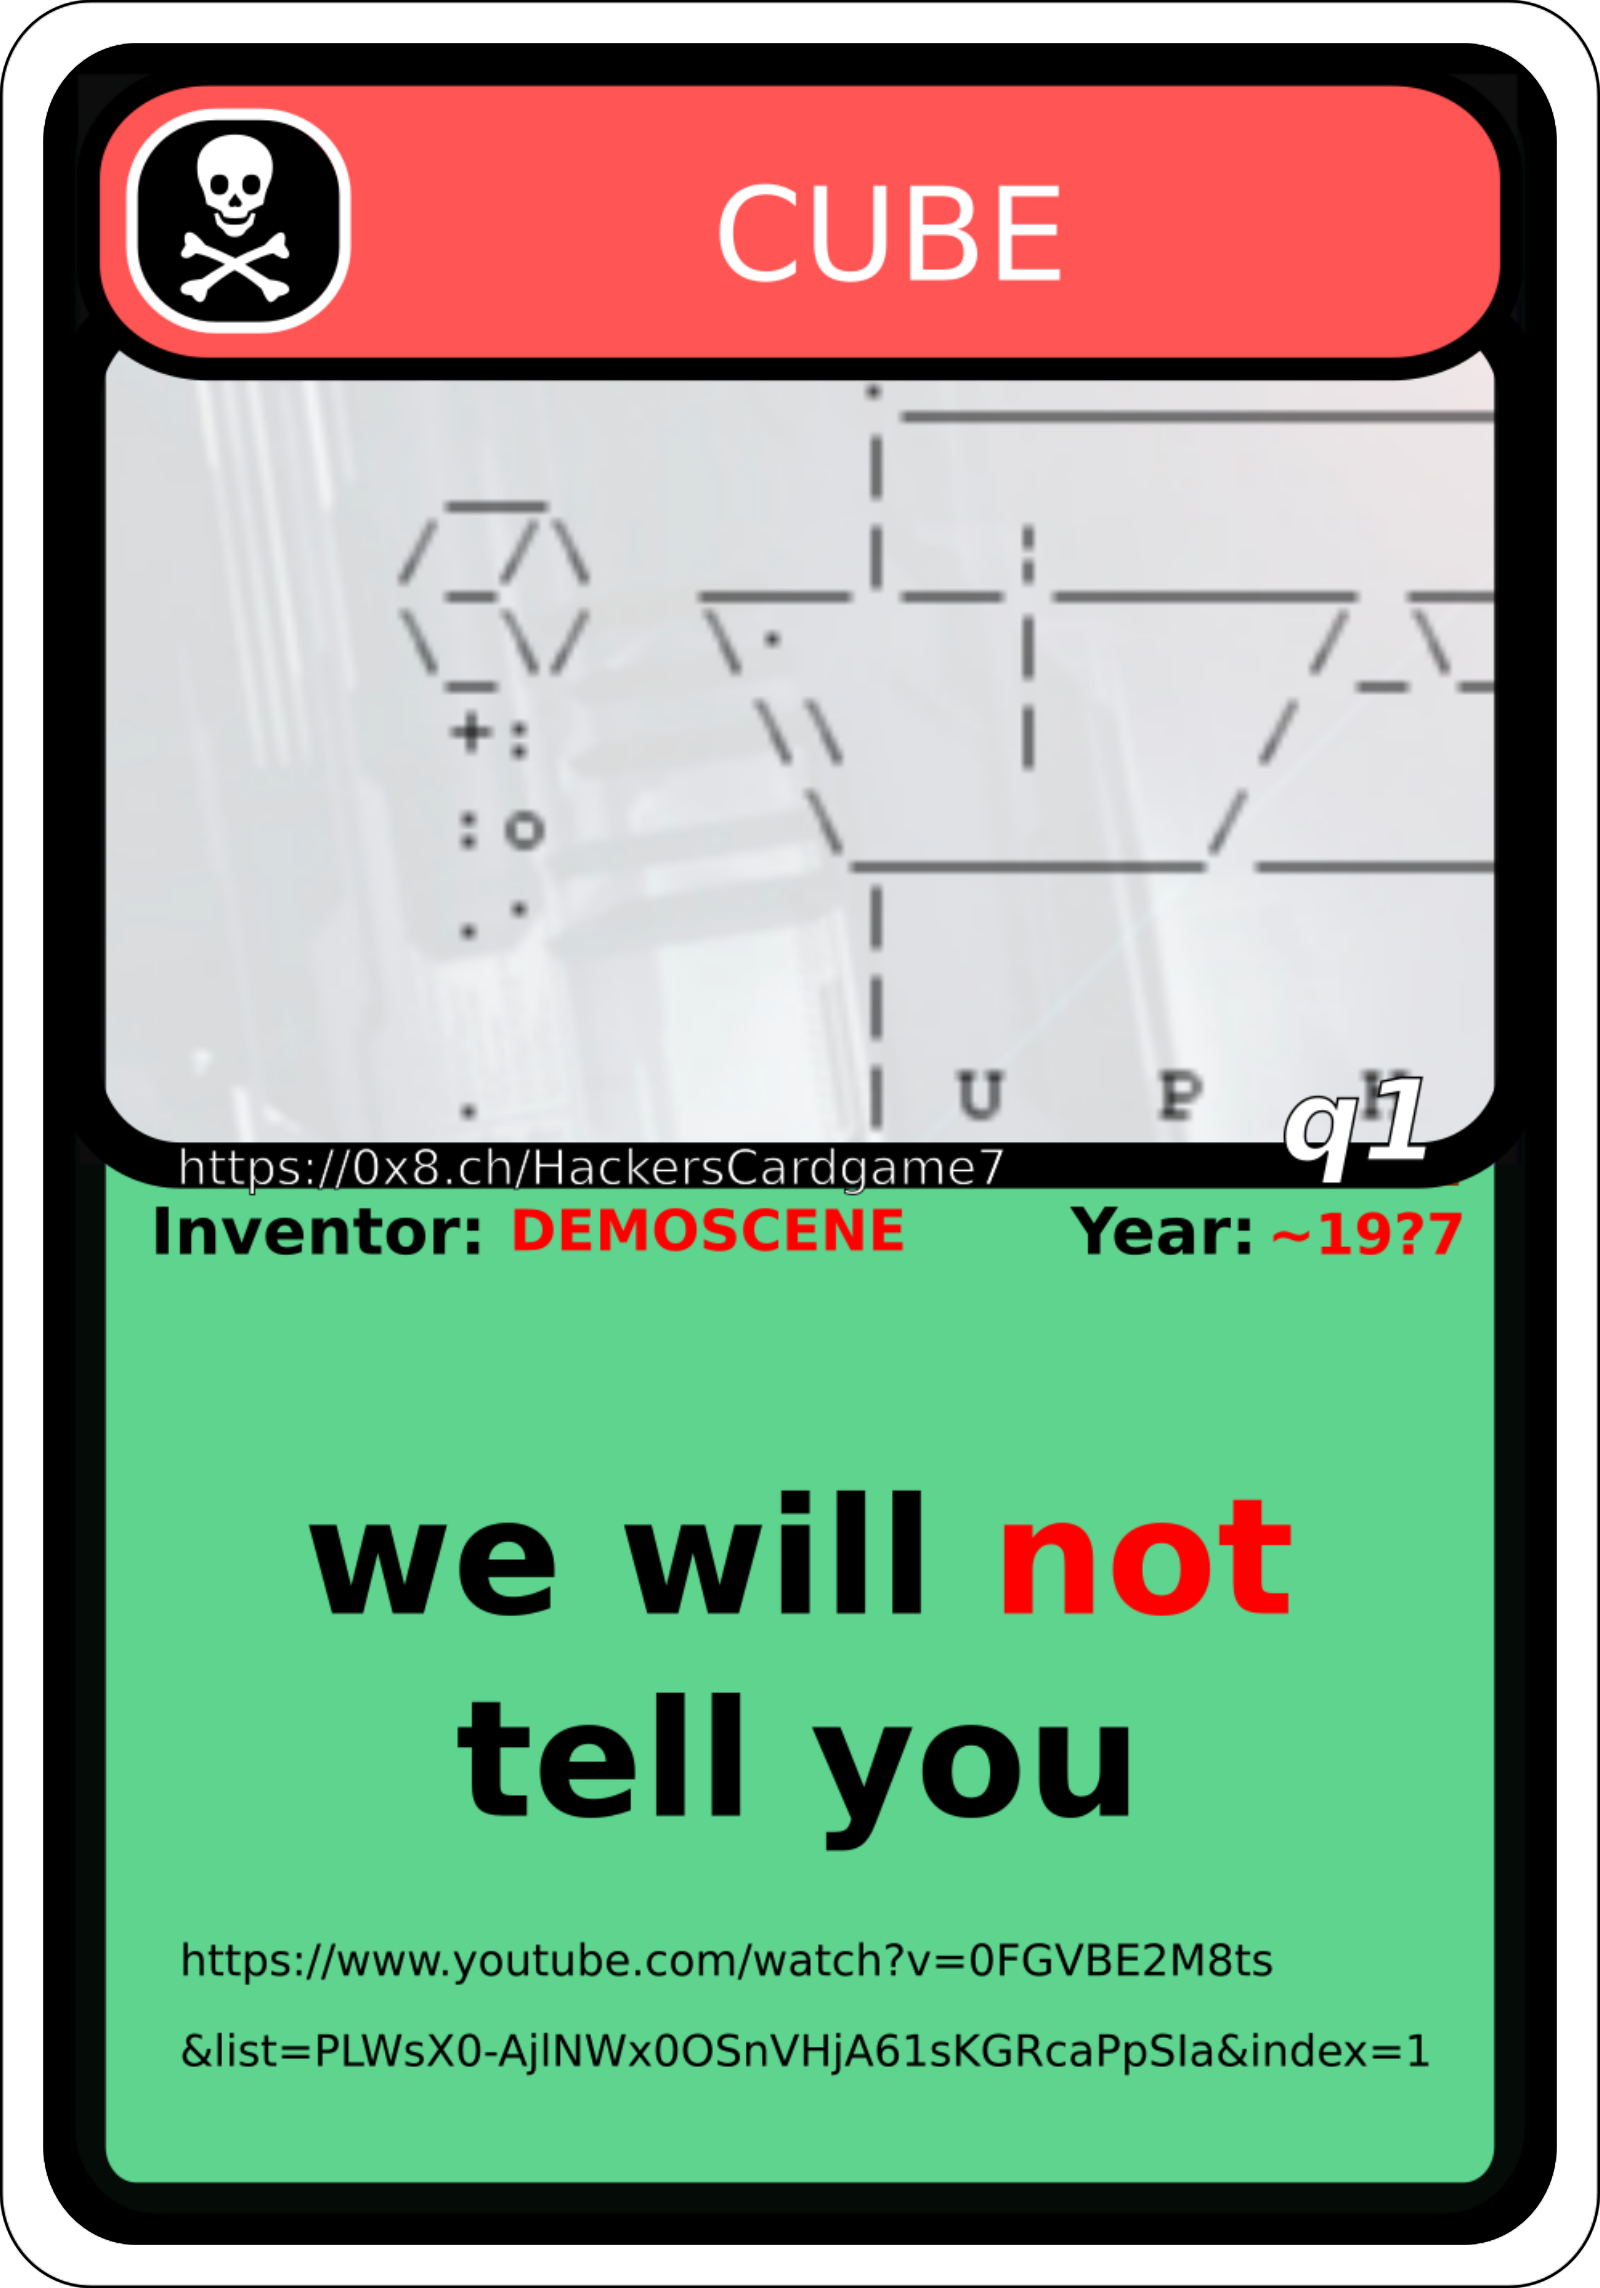 CUBE
U P H
q1
https://0x8.ch/HackersCardgame7
Inventor: DEMOSCENE Year: ~19?7
we will not
tell you
https://www.youtube.com/watch?v=0FGVBE2M8ts
&list=PLWsX0-AjlNWx0OSnVHjA61sKGRcaPpSIa&index=1